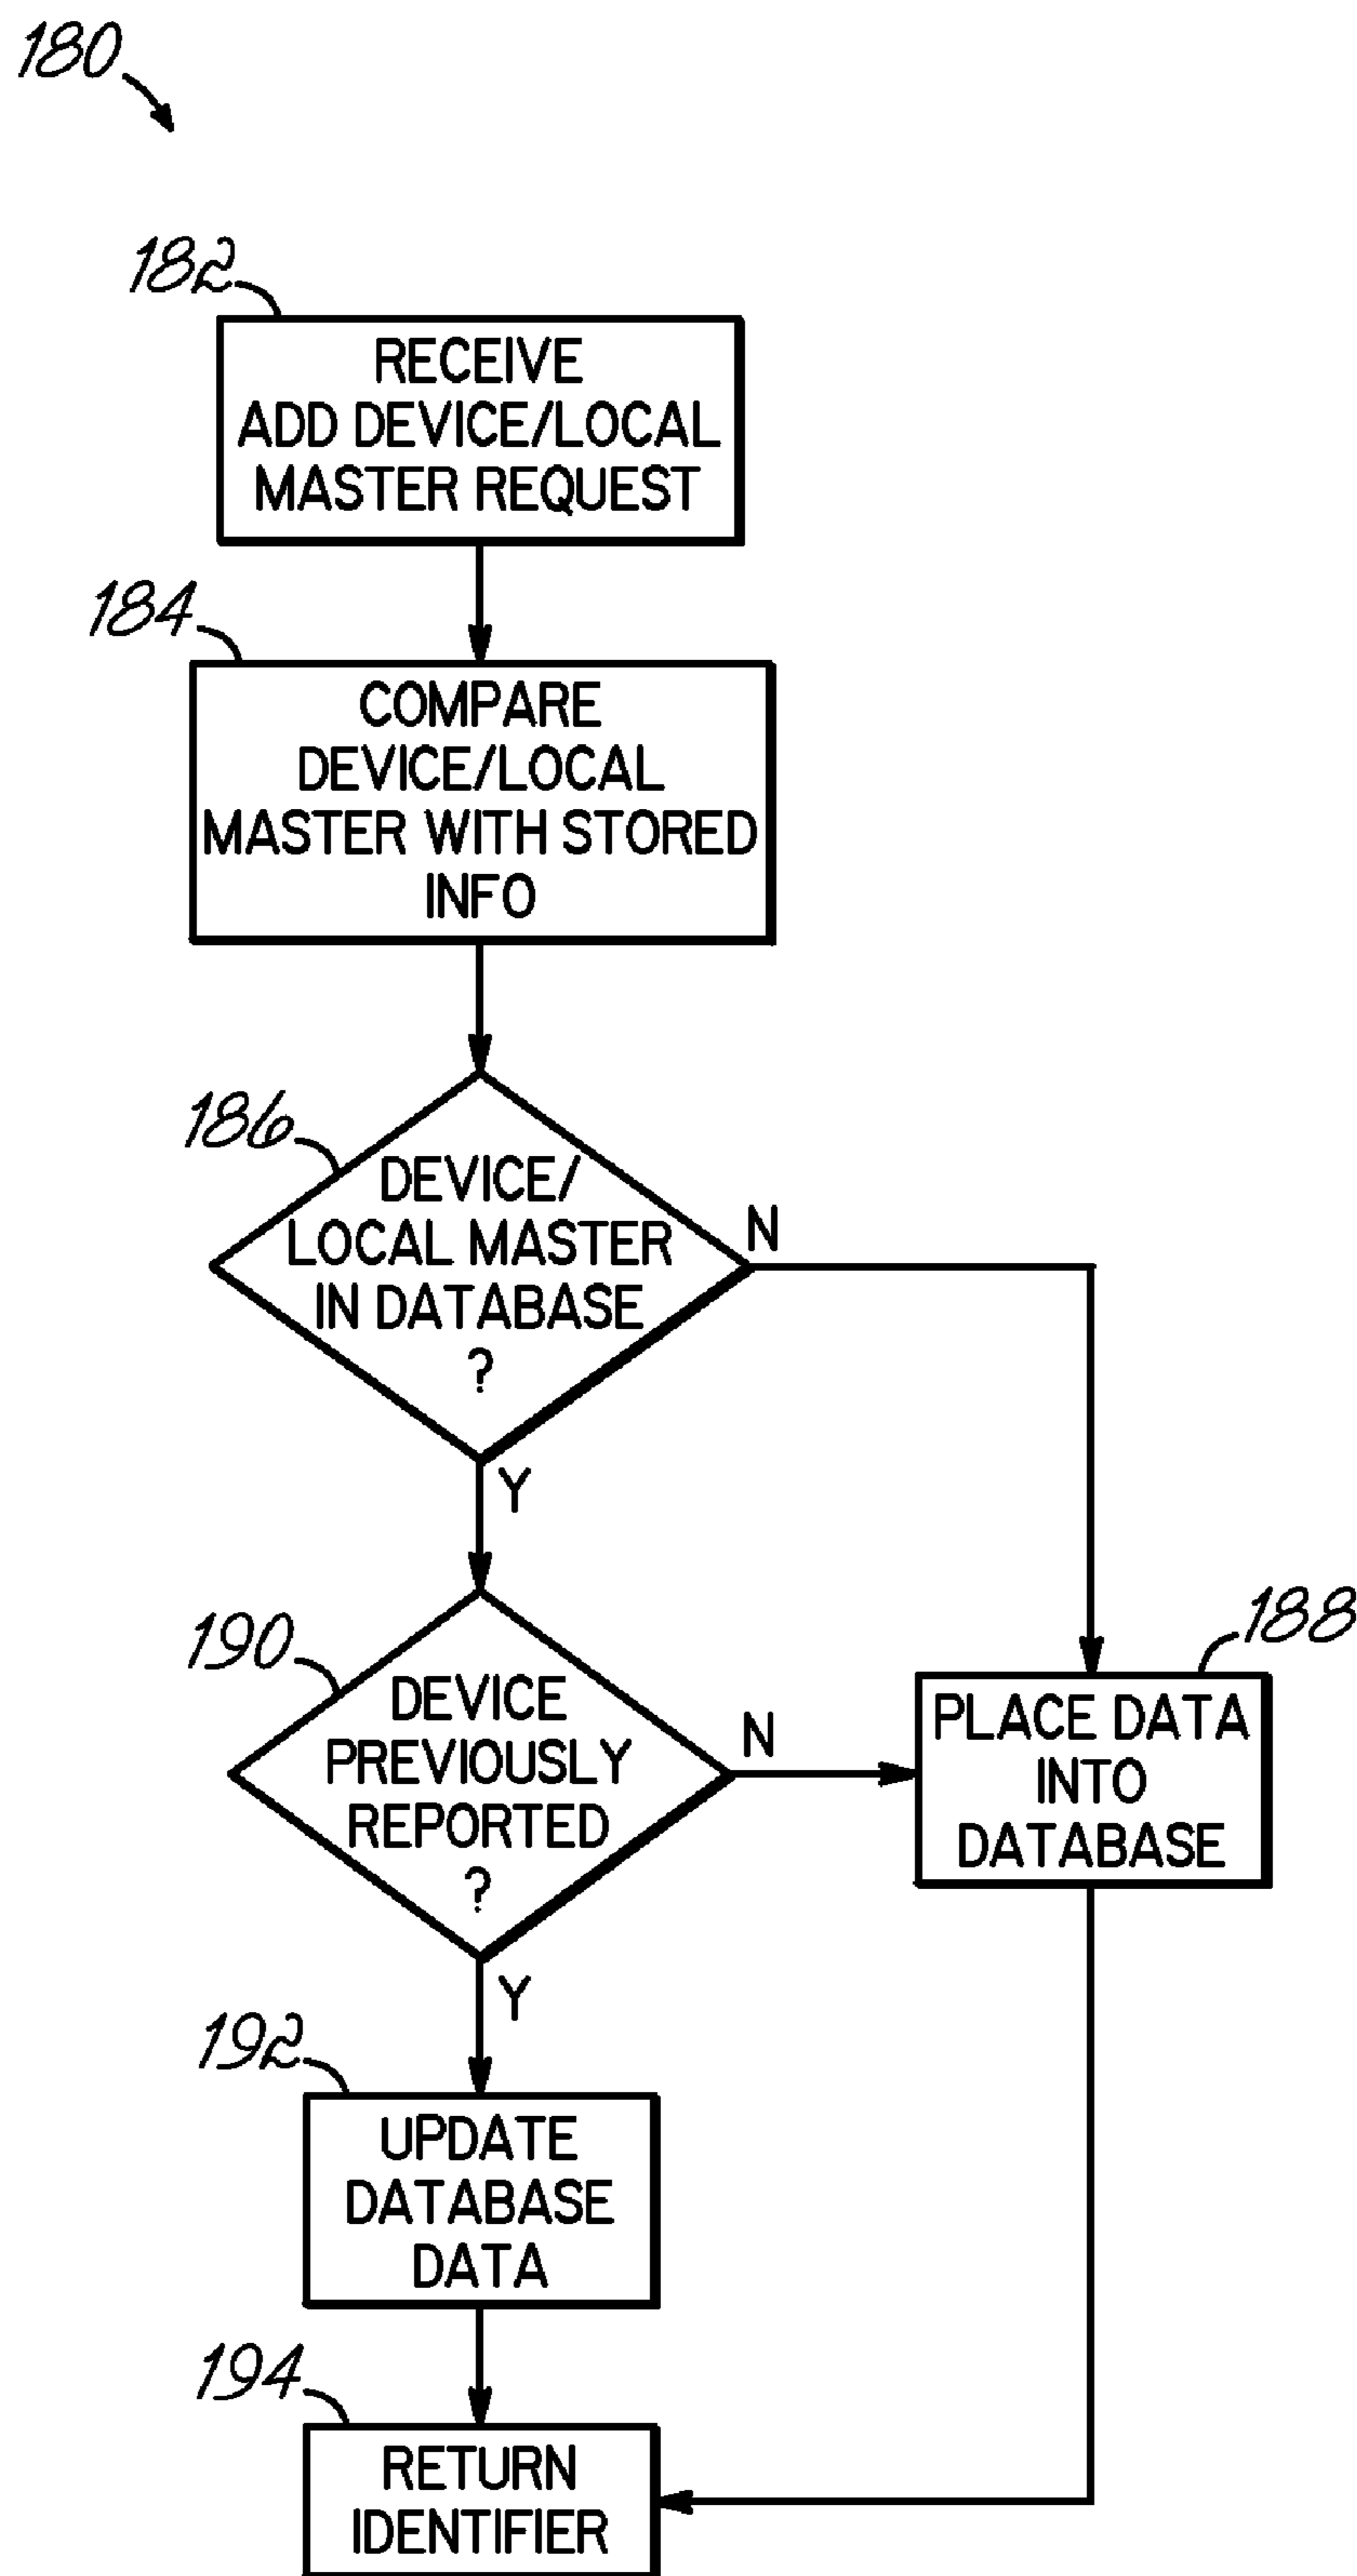 180
182
RECEIVE
ADD DEVICE/LOCAL
MASTER REQUEST
184
COMPARE
DEVICE/LOCAL
MASTER WITH STORED
INFO
186
DEVICE/
LOCAL MASTER
IN DATABASE
?
N
Y
190
DEVICE
PREVIOUSLY
REPORTED
?
N
Y
188
PLACE DATA
INTO
DATABASE
192
UPDATE
DATABASE
DATA
194
RETURN
IDENTIFIER